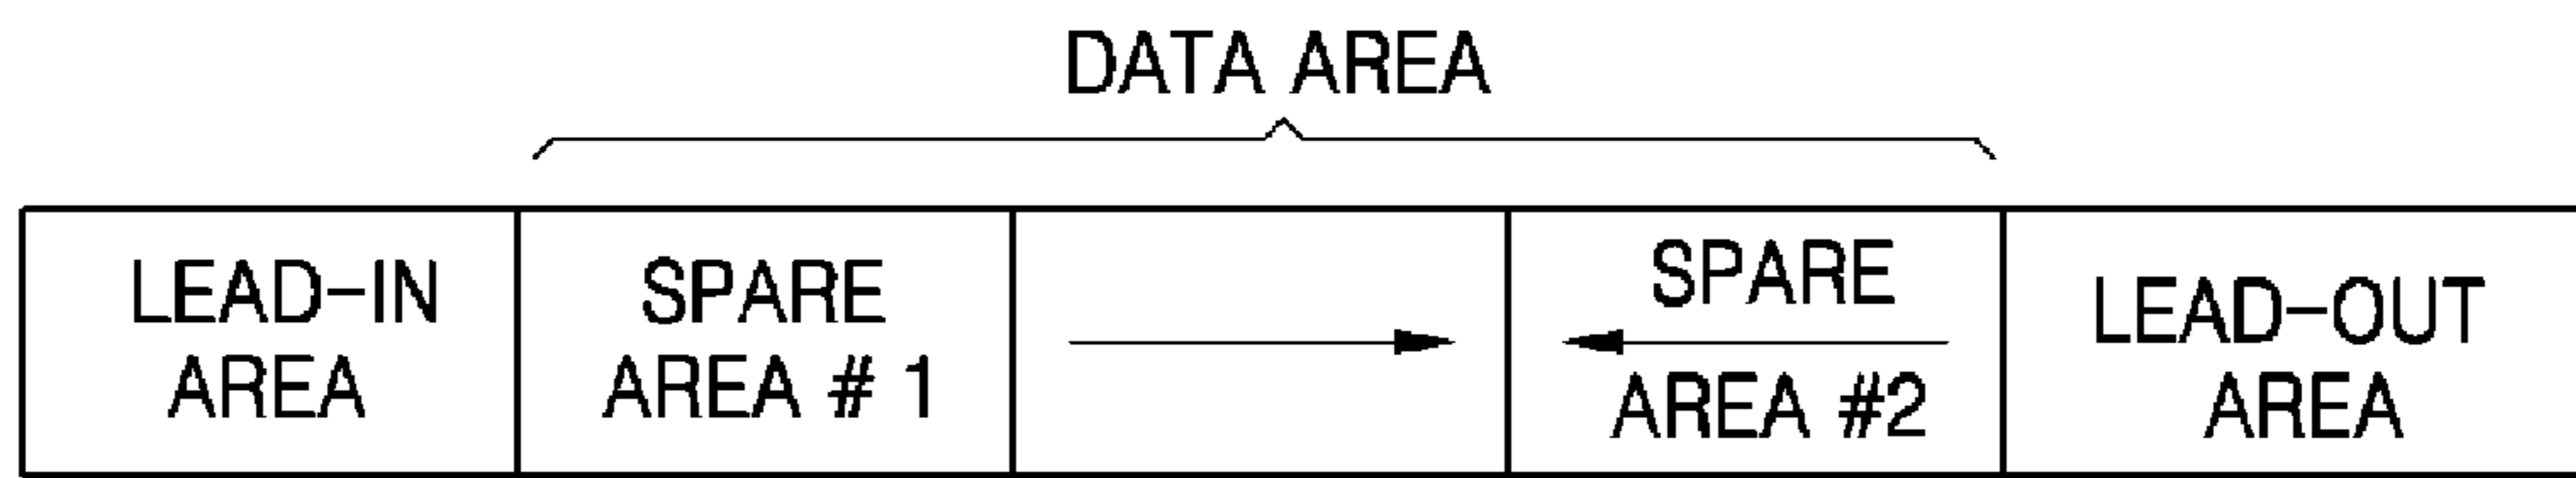 DATA AREA
LEAD-IN
AREA
SPARE
AREA # 1
SPARE
AREA #2
LEAD-OUT
AREA